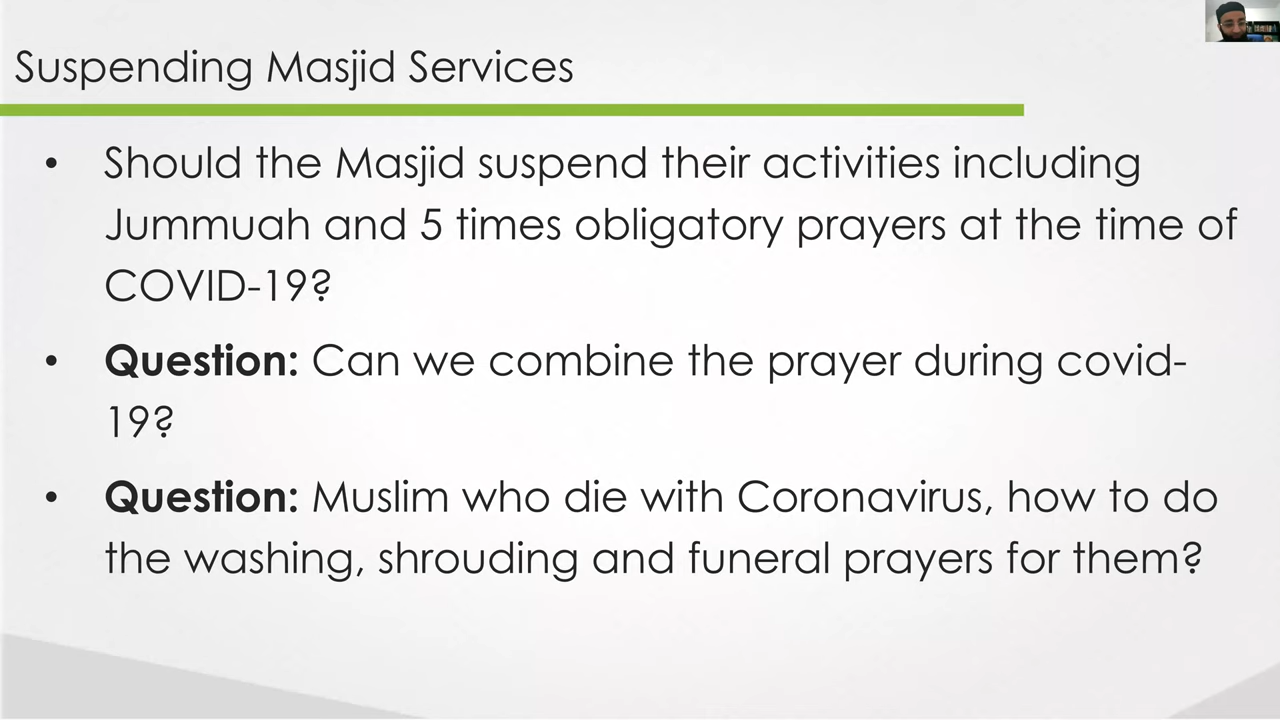 Suspending Masjid Services
• Should the Masjid suspend their activities including
Jummuah and 5 times obligatory prayers at the time of
COVID-19?
• Question: Can we combine the prayer during covid-
19?
• Question: Muslim who die with Coronavirus, how to do
the washing, shrouding and funeral prayers for them?